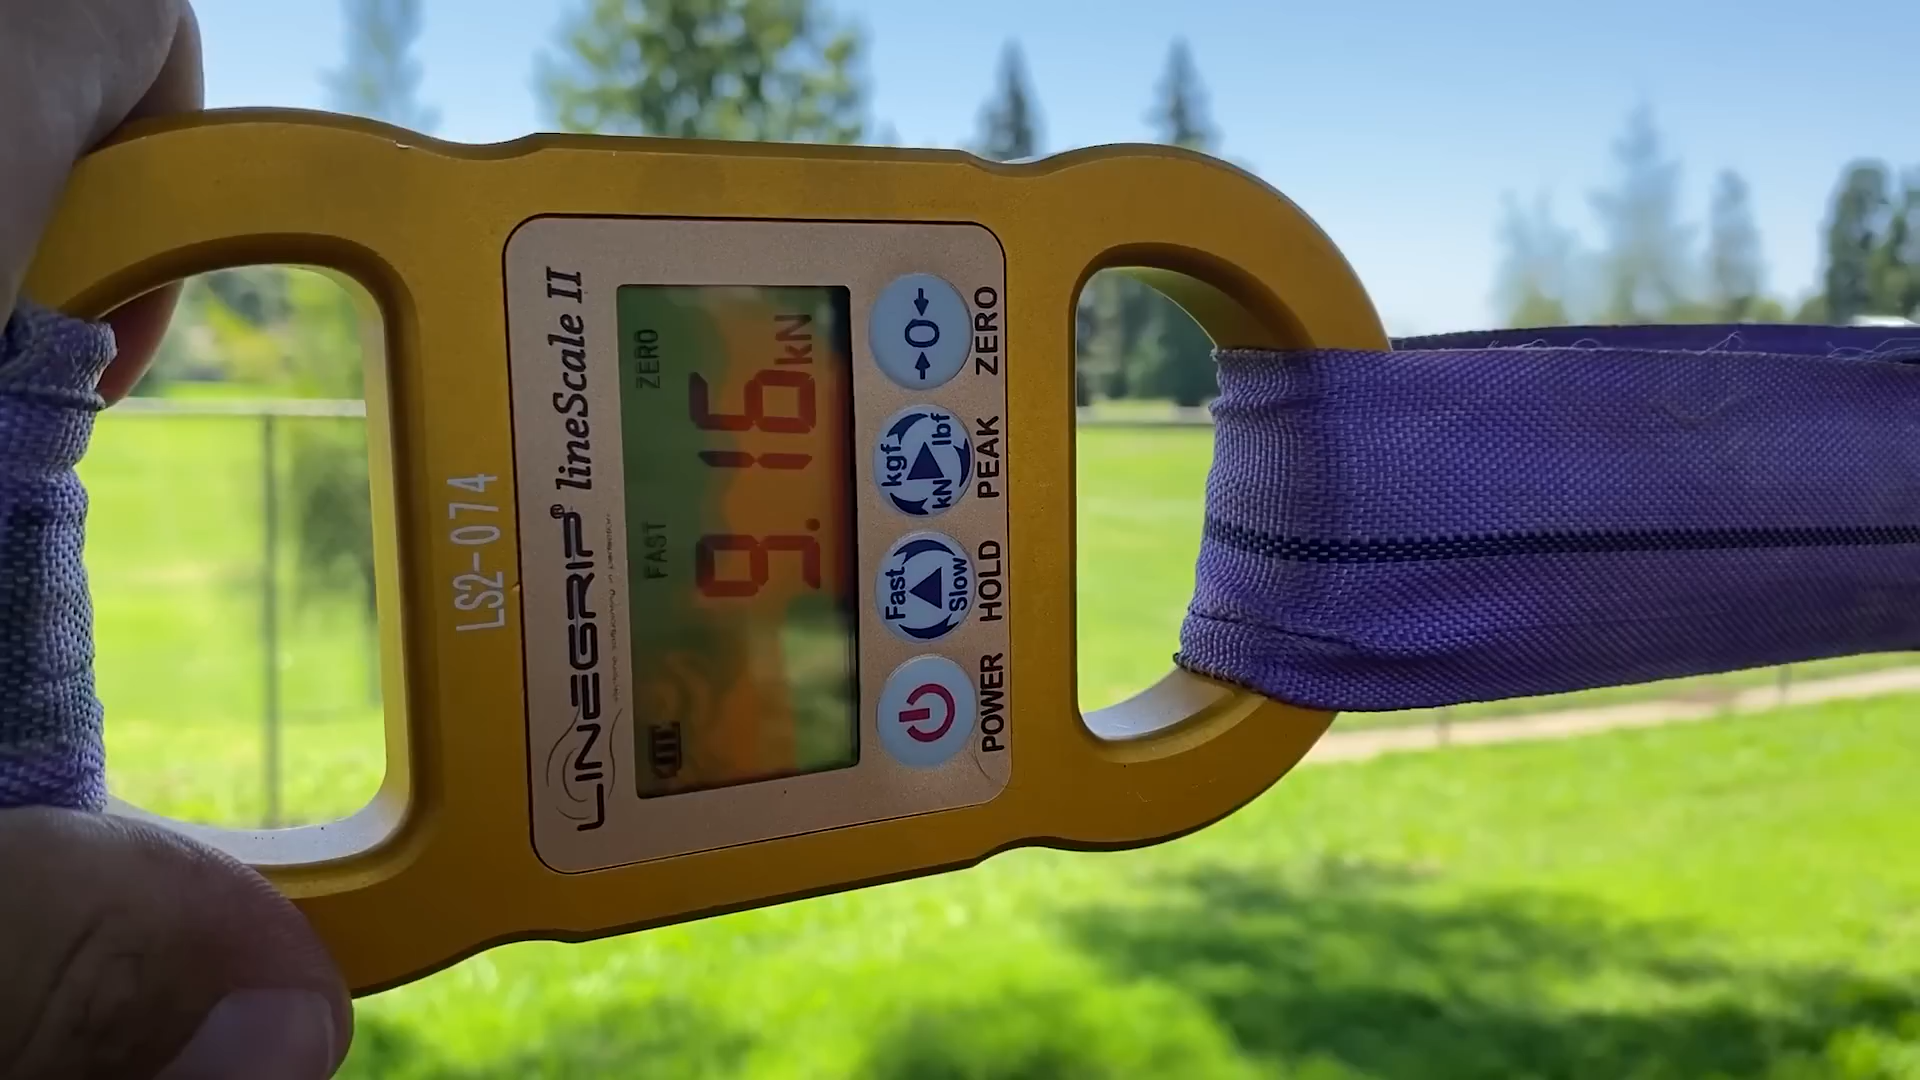 LS2-074
LINEGRIP® lineScale II
FAST ZERO
9.16 kN
→0←
kgf lbf kN
Fast Slow
POWER HOLD PEAK ZERO